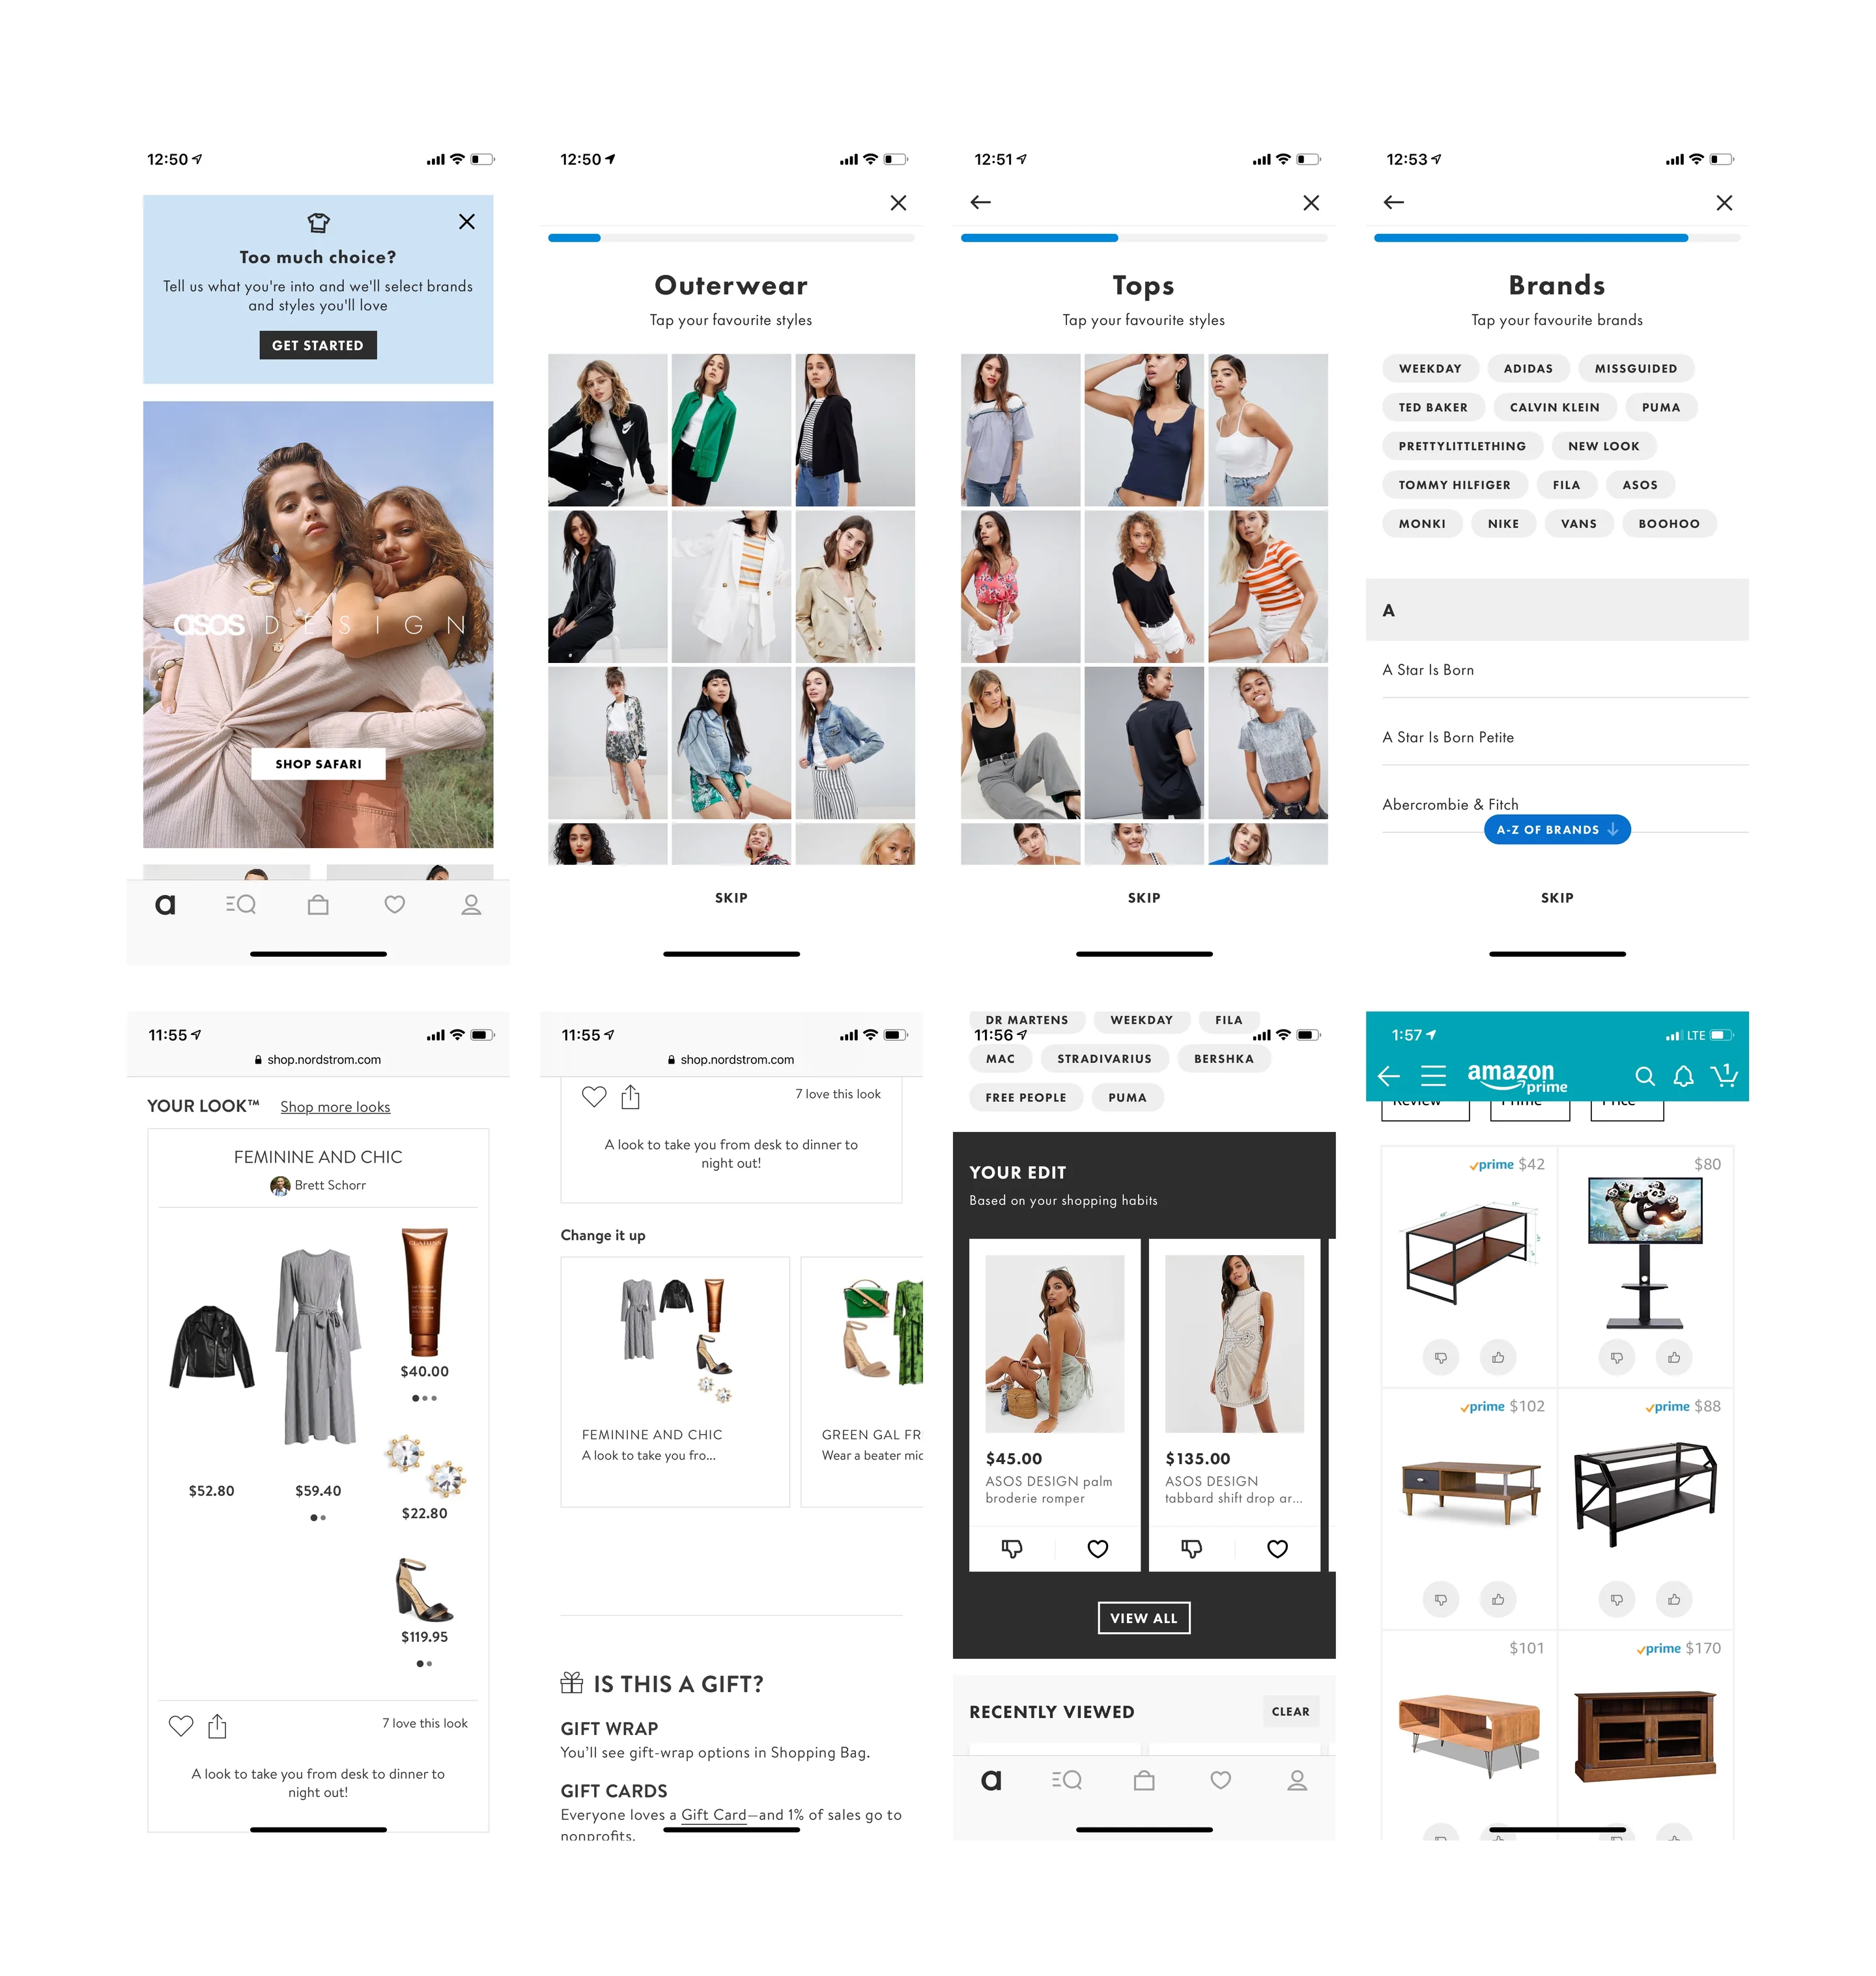 12:50
Too much choice?
Tell us what you're into and we'll select brands
and styles you'll love
GET STARTED
asos DESIGN
SHOP SAFARI
a
12:50
Outerwear
Tap your favourite styles
SKIP
12:51
Tops
Tap your favourite styles
SKIP
12:53
Brands
Tap your favourite brands
WEEKDAY ADIDAS MISSGUIDED
TED BAKER CALVIN KLEIN PUMA
PRETTYLITTLETHING NEW LOOK
TOMMY HILFIGER FILA ASOS
MONKI NIKE VANS BOOHOO
A
A Star Is Born
A Star Is Born Petite
Abercrombie & Fitch
A-Z OF BRANDS
SKIP
11:55
shop.nordstrom.com
YOUR LOOK™ Shop more looks
FEMININE AND CHIC
Brett Schorr
CLARINS
$40.00
$52.80 $59.40
$22.80
$119.95
7 love this look
A look to take you from desk to dinner to
night out!
11:55
shop.nordstrom.com
7 love this look
A look to take you from desk to dinner to
night out!
Change it up
FEMININE AND CHIC
A look to take you fro...
GREEN GAL FR
Wear a beater mic
IS THIS A GIFT?
GIFT WRAP
You'll see gift-wrap options in Shopping Bag.
GIFT CARDS
Everyone loves a Gift Card—and 1% of sales go to
nonprofits.
DR MARTENS WEEKDAY FILA
11:56
MAC STRADIVARIUS BERSHKA
FREE PEOPLE PUMA
YOUR EDIT
Based on your shopping habits
$45.00
ASOS DESIGN palm
broderie romper
$135.00
ASOS DESIGN
tabbard shift drop ar...
VIEW ALL
RECENTLY VIEWED CLEAR
a
1:57 LTE
amazon prime 1
Review Prime Price
prime $42 $80
prime $102 prime $88
$101 prime $170